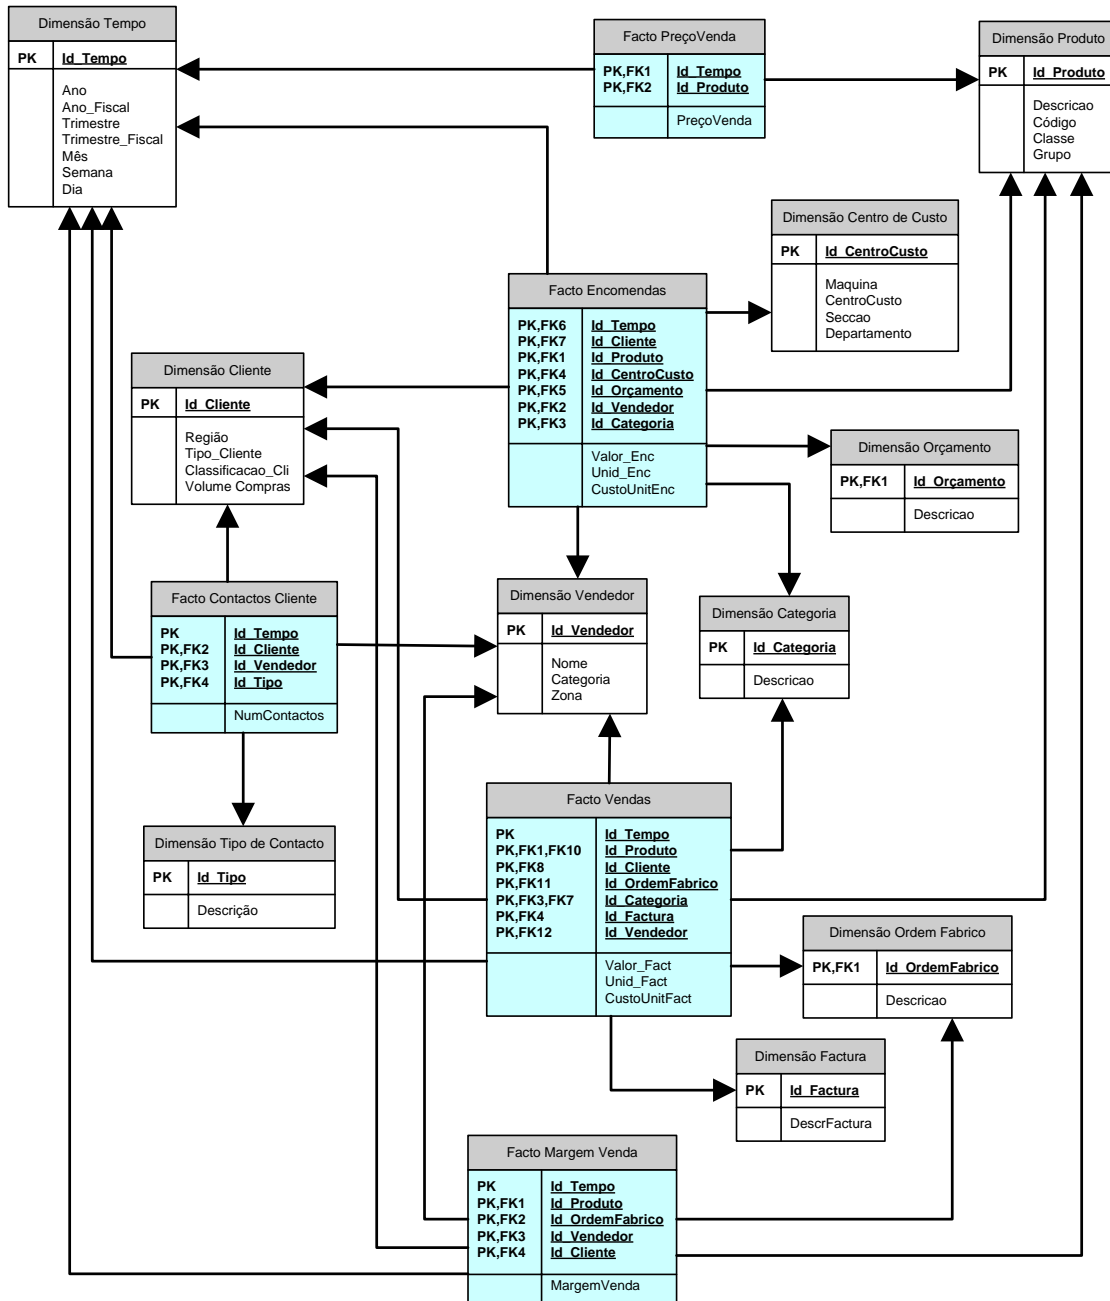 Dimensão Tempo
PK Id_Tempo
Ano
Ano_Fiscal
Trimestre
Trimestre_Fiscal
Mês
Semana
Dia
Facto PreçoVenda
PK,FK1 Id_Tempo
PK,FK2 Id_Produto
PreçoVenda
Dimensão Produto
PK Id_Produto
Descricao
Código
Classe
Grupo
Dimensão Centro de Custo
PK Id_CentroCusto
Maquina
CentroCusto
Seccao
Departamento
Facto Encomendas
PK,FK6 Id_Tempo
PK,FK7 Id_Cliente
PK,FK1 Id_Produto
PK,FK4 Id_CentroCusto
PK,FK5 Id_Orçamento
PK,FK2 Id_Vendedor
PK,FK3 Id_Categoria
Valor_Enc
Unid_Enc
CustoUnitEnc
Dimensão Cliente
PK Id_Cliente
Região
Tipo_Cliente
Classificacao_Cli
Volume Compras
Dimensão Orçamento
PK,FK1 Id_Orçamento
Descricao
Facto Contactos Cliente
PK Id_Tempo
PK,FK2 Id_Cliente
PK,FK3 Id_Vendedor
PK,FK4 Id_Tipo
NumContactos
Dimensão Vendedor
PK Id_Vendedor
Nome
Categoria
Zona
Dimensão Categoria
PK Id_Categoria
Descricao
Facto Vendas
PK Id_Tempo
PK,FK1,FK10 Id_Produto
PK,FK8 Id_Cliente
PK,FK11 Id_OrdemFabrico
PK,FK3,FK7 Id_Categoria
PK,FK4 Id_Factura
PK,FK12 Id_Vendedor
Valor_Fact
Unid_Fact
CustoUnitFact
Dimensão Tipo de Contacto
PK Id_Tipo
Descrição
Dimensão Ordem Fabrico
PK,FK1 Id_OrdemFabrico
Descricao
Dimensão Factura
PK Id_Factura
DescrFactura
Facto Margem Venda
PK Id_Tempo
PK,FK1 Id_Produto
PK,FK2 Id_OrdemFabrico
PK,FK3 Id_Vendedor
PK,FK4 Id_Cliente
MargemVenda